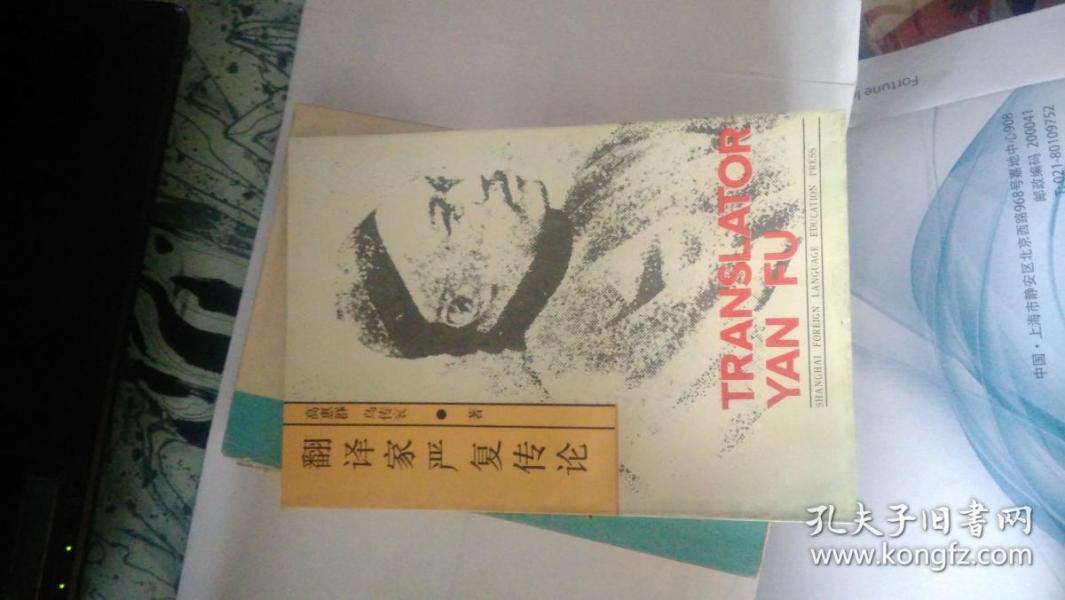 翻译家严复传论
高惠群 乌传衮 ● 著
TRANSLATOR
YAN FU
SHANGHAI FOREIGN LANGUAGE EDUCATION PRESS
Fortune
中国·上海市静安区北京西路968号嘉地中心908
邮政编码 200041
T: 021-80109752
孔夫子旧书网
www.kongfz.com